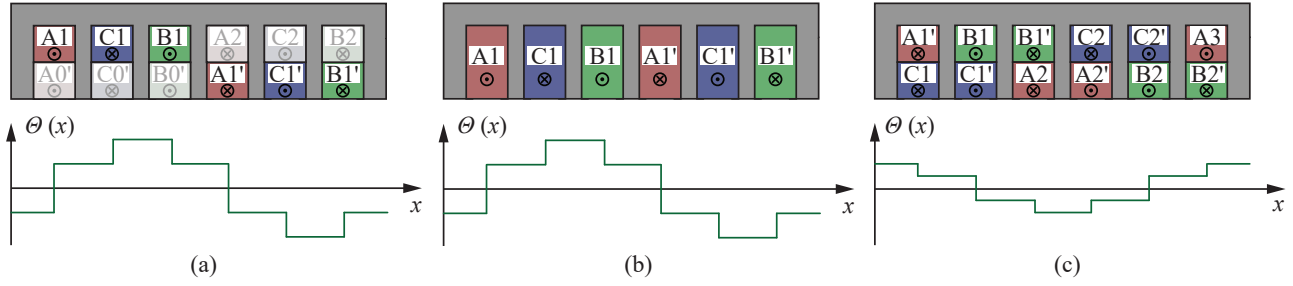 A1 C1 B1 A2 C2 B2
A0' C0' B0' A1' C1' B1'
Θ (x)
x
(a)
A1 C1 B1 A1' C1' B1'
Θ (x)
x
(b)
A1' B1 B1' C2 C2' A3
C1 C1' A2 A2' B2 B2'
Θ (x)
x
(c)